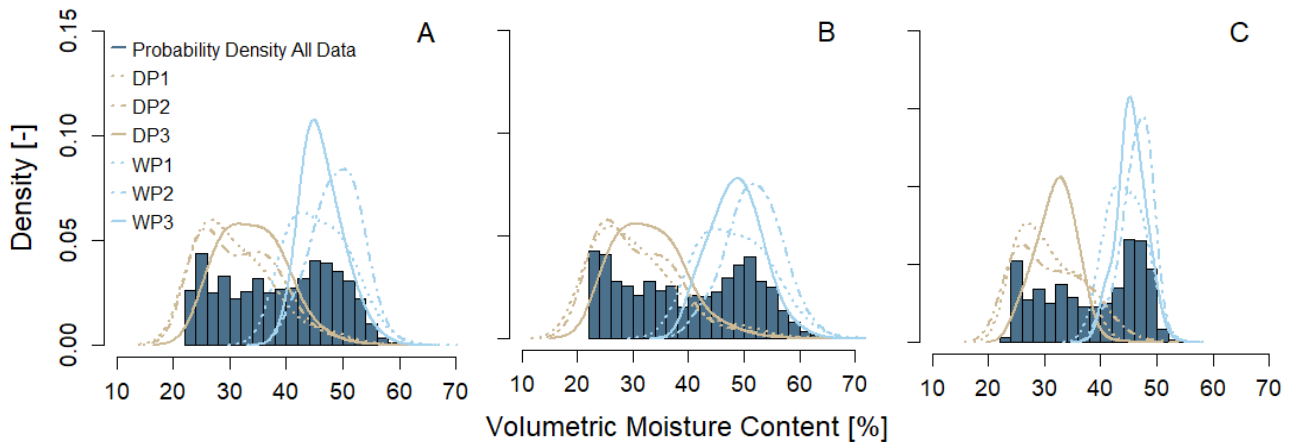 A
B
C
0.15
0.10
0.05
0.00
Density [-]
Probability Density All Data
DP1
DP2
DP3
WP1
WP2
WP3
10 20 30 40 50 60 70
10 20 30 40 50 60 70
10 20 30 40 50 60 70
Volumetric Moisture Content [%]